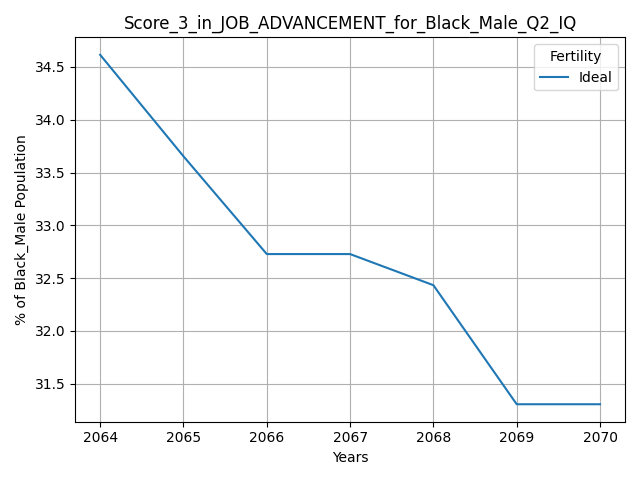 Score_3_in_JOB_ADVANCEMENT_for_Black_Male_Q2_IQ
Fertility
Ideal
34.5
34.0
33.5
33.0
32.5
32.0
31.5
% of Black_Male Population
2064 2065 2066 2067 2068 2069 2070
Years